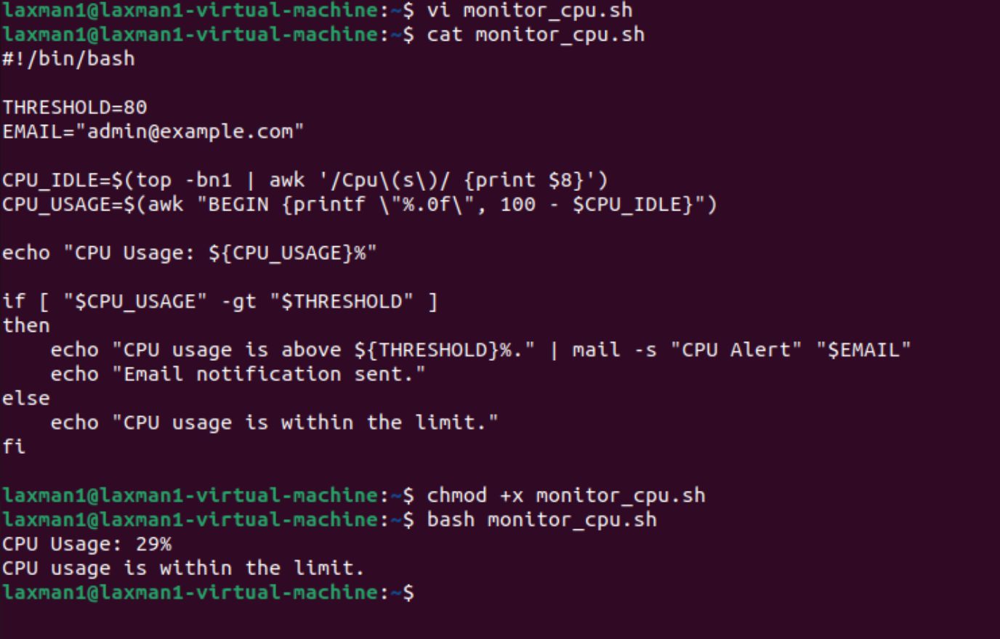 laxman1@laxman1-virtual-machine:~$ vi monitor_cpu.sh
laxman1@laxman1-virtual-machine:~$ cat monitor_cpu.sh
#!/bin/bash

THRESHOLD=80
EMAIL="admin@example.com"

CPU_IDLE=$(top -bn1 | awk '/Cpu\(s\)/ {print $8}')
CPU_USAGE=$(awk "BEGIN {printf \"%.0f\", 100 - $CPU_IDLE}")

echo "CPU Usage: ${CPU_USAGE}%"

if [ "$CPU_USAGE" -gt "$THRESHOLD" ]
then
    echo "CPU usage is above ${THRESHOLD}%." | mail -s "CPU Alert" "$EMAIL"
    echo "Email notification sent."
else
    echo "CPU usage is within the limit."
fi

laxman1@laxman1-virtual-machine:~$ chmod +x monitor_cpu.sh
laxman1@laxman1-virtual-machine:~$ bash monitor_cpu.sh
CPU Usage: 29%
CPU usage is within the limit.
laxman1@laxman1-virtual-machine:~$